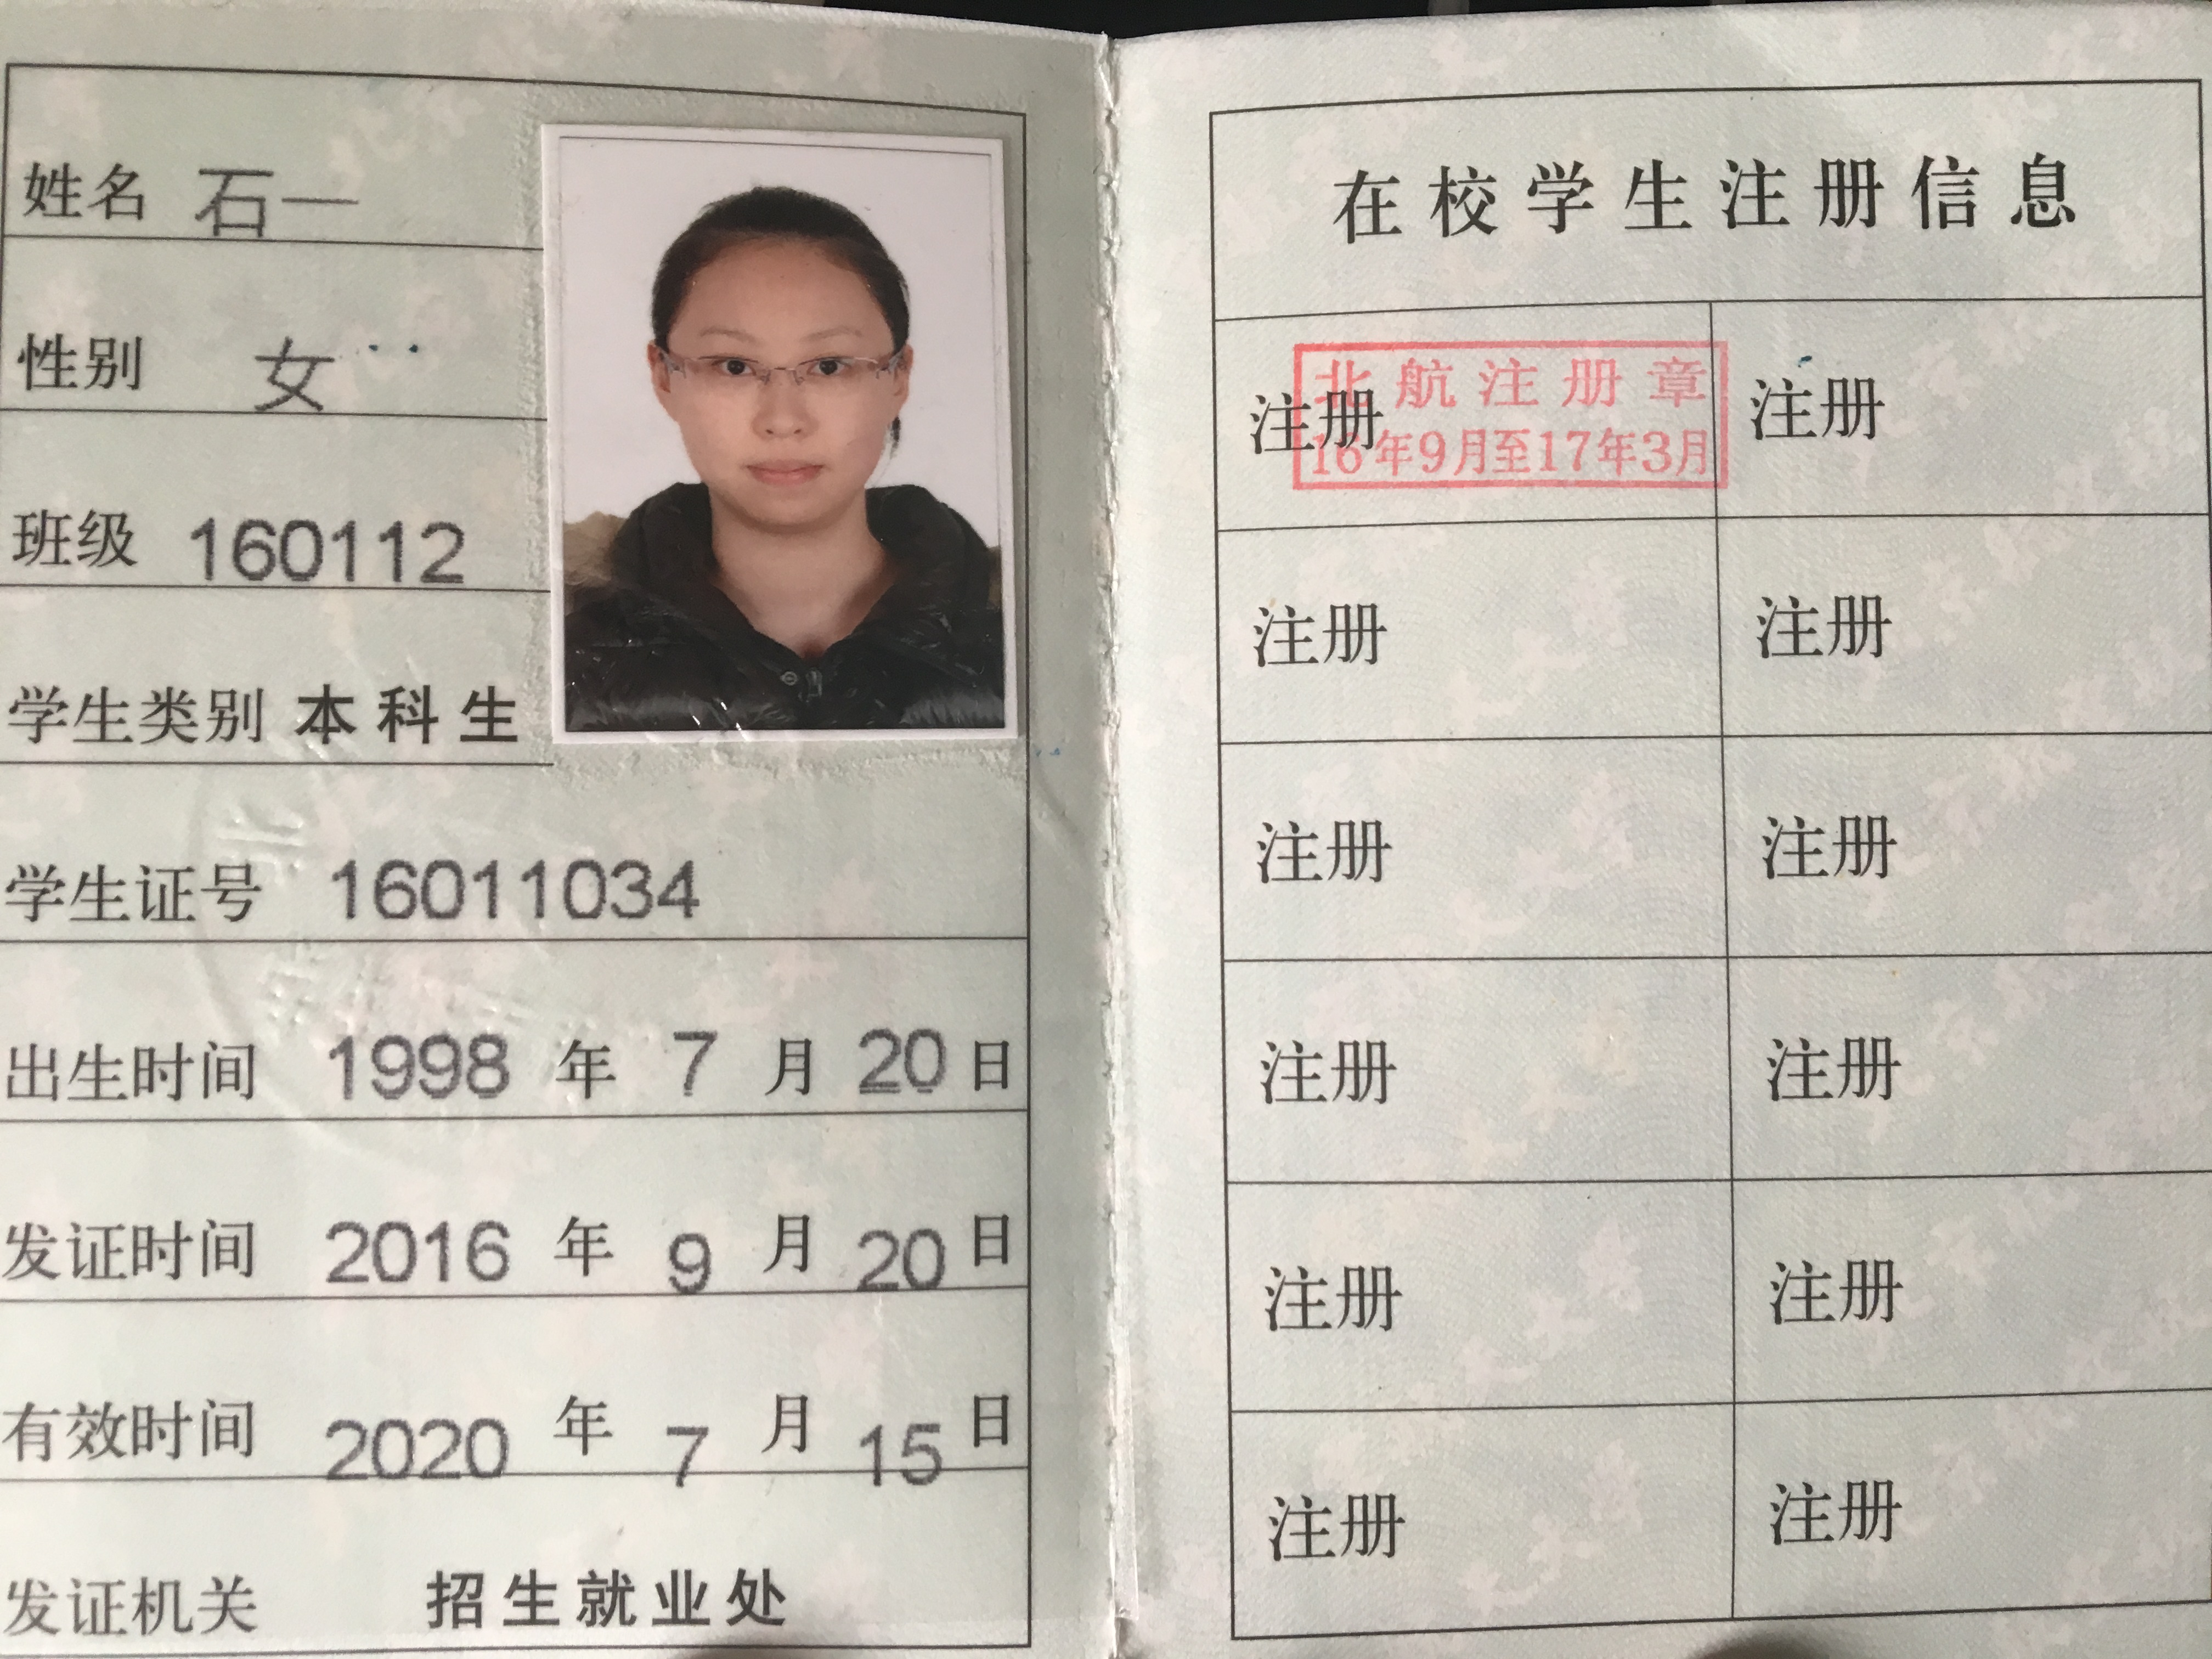 姓名 石一
性别 女
班级 160112
学生类别 本科生
学生证号 16011034
出生时间 1998 年 7 月 20 日
发证时间 2016 年 9 月 20 日
有效时间 2020 年 7 月 15 日
发证机关 招生就业处
在校学生注册信息
北航注册章
16年9月至17年3月
注册 注册
注册 注册
注册 注册
注册 注册
注册 注册
注册 注册